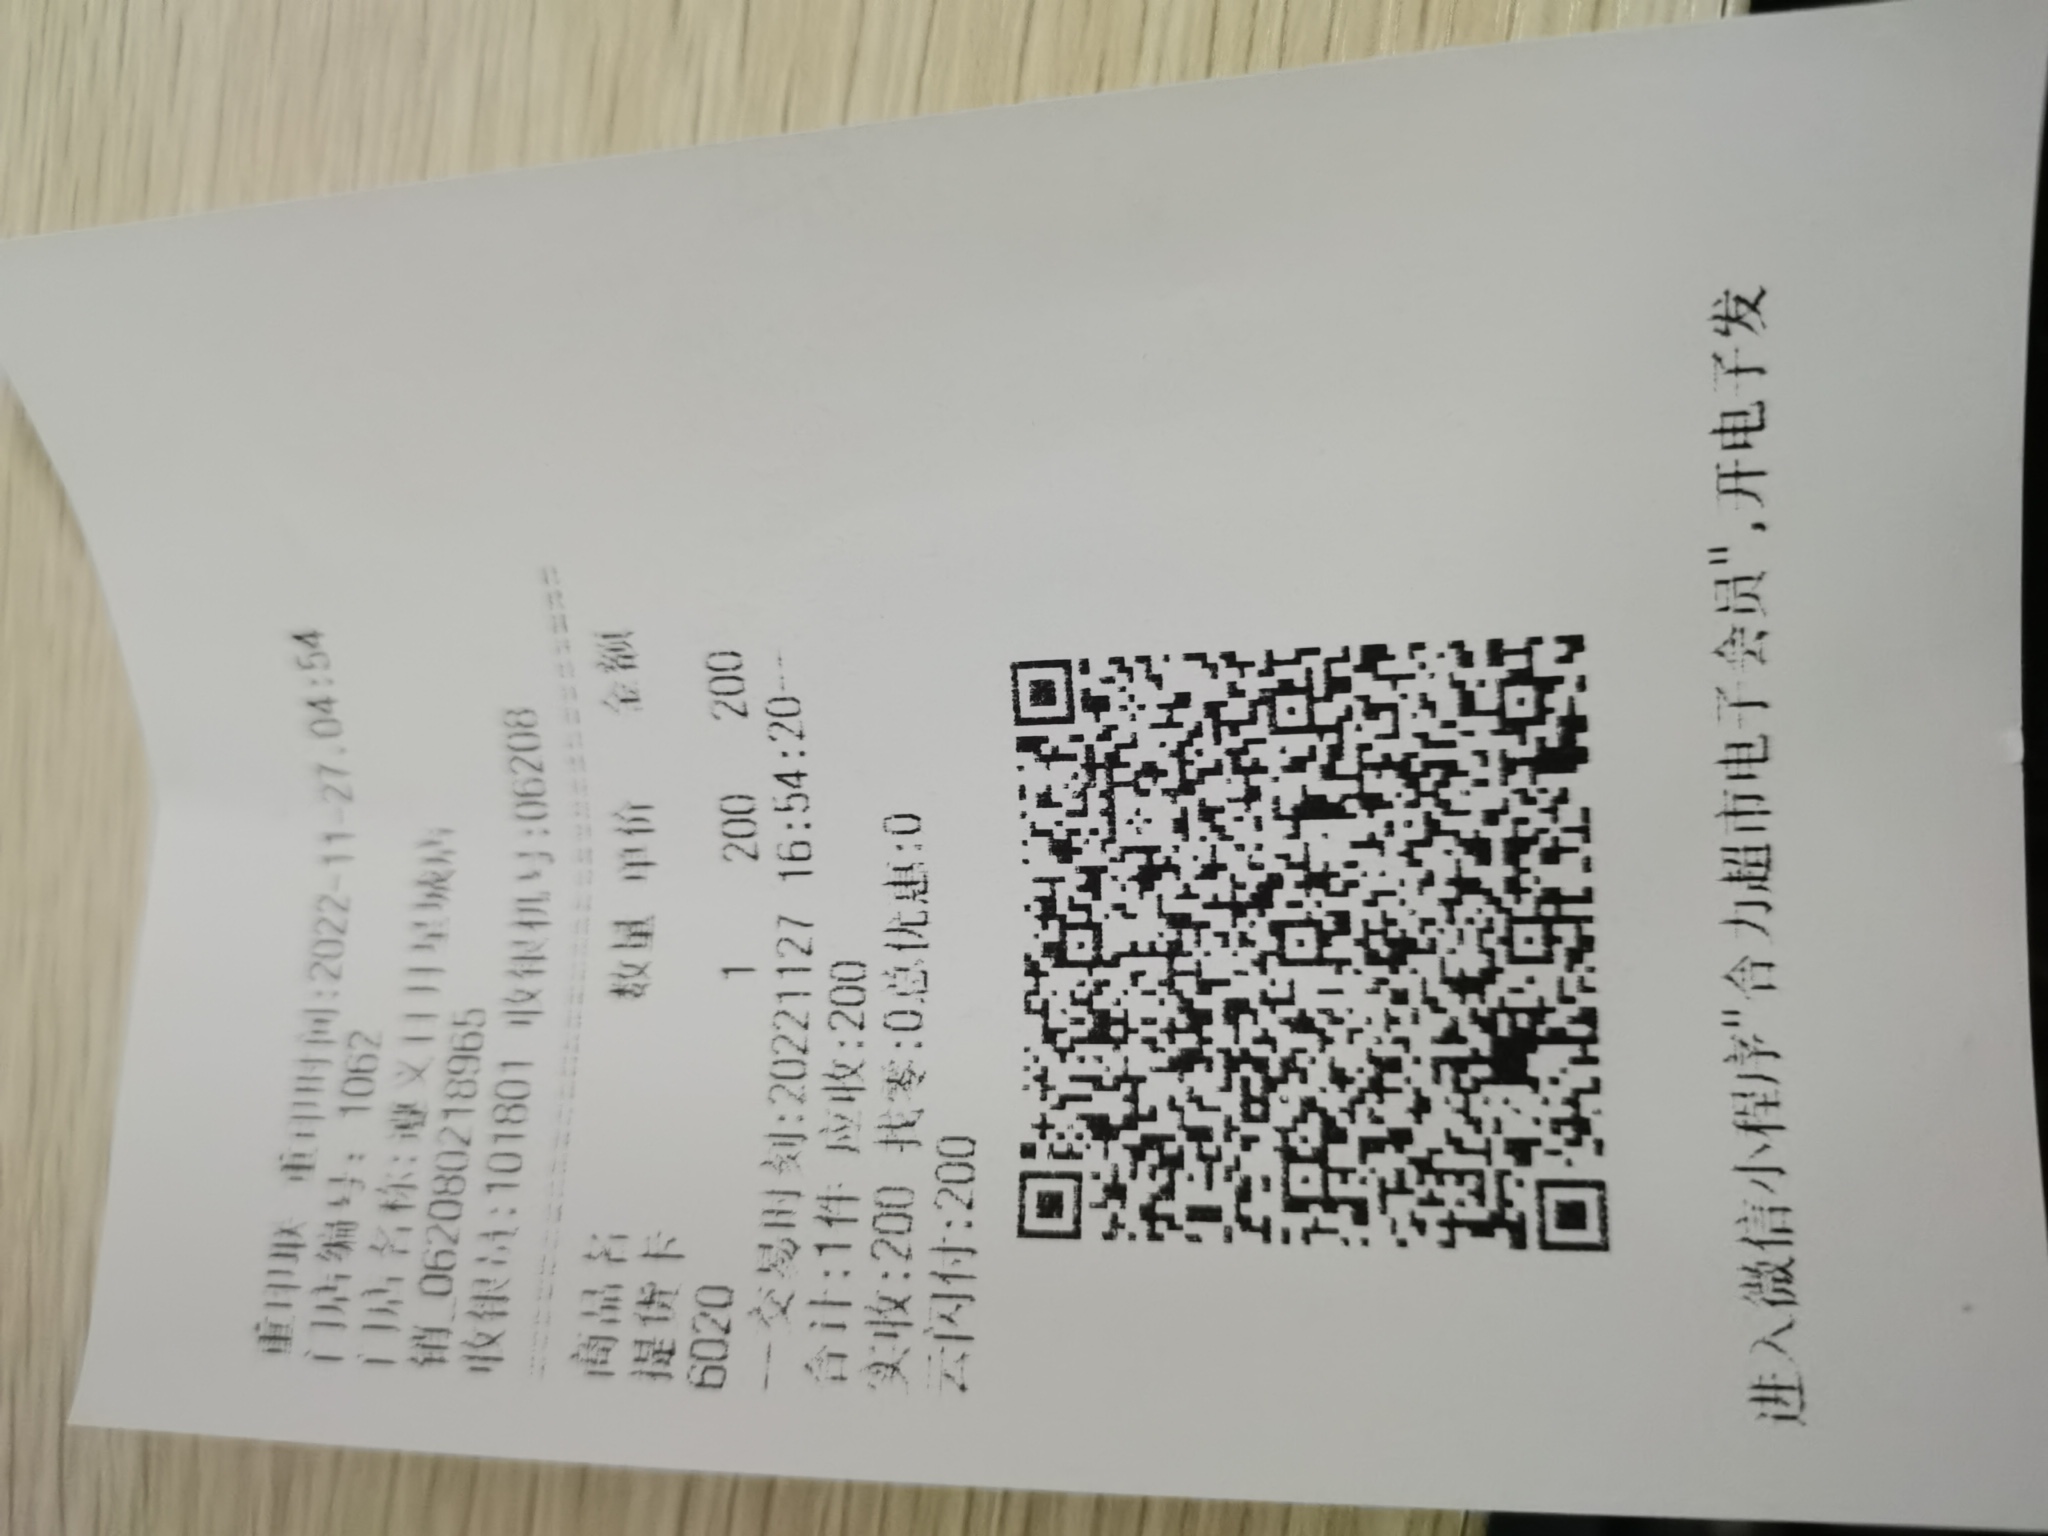 重印联 重印时间:2022-11-27.04:54
门店编号: 1062
门店名称:遵义日月星城店
销_0620802218965
收银员:101801 收银机号:06208
==============================
商品名 数量 单价 金额
提货卡
6020 1 200 200
--交易时刻:20221127 16:54:20--
合计:1件 应收:200
实收:200 找零:0总优惠:0
云闪付:200
进入微信小程序"合力超市电子会员",开电子发